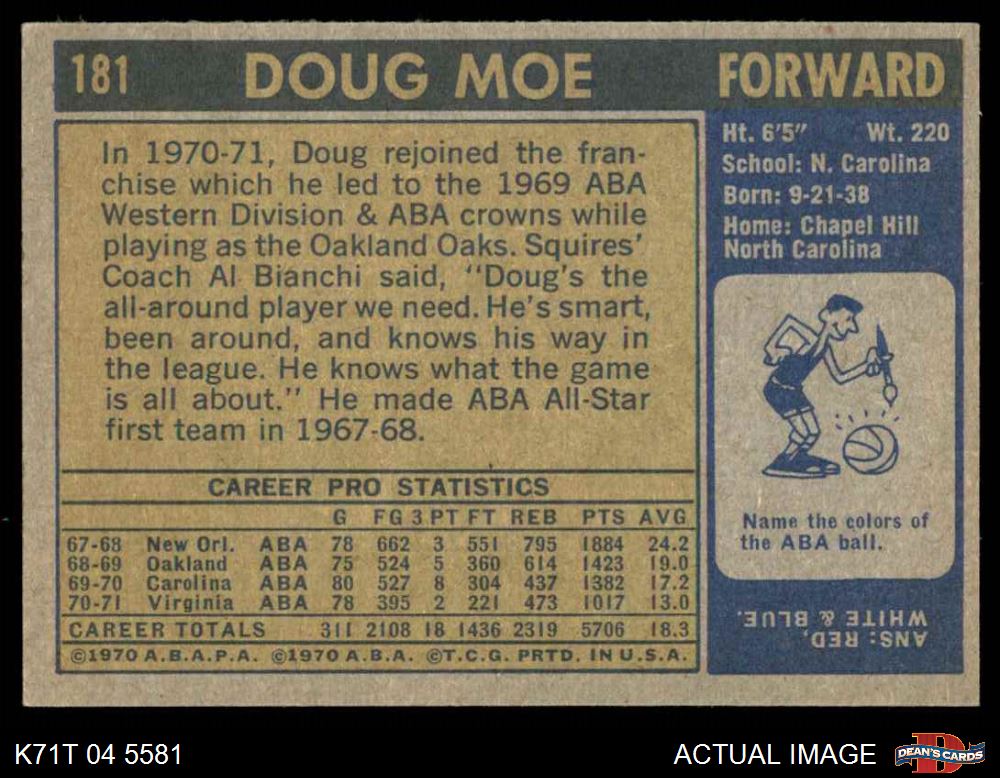 181 DOUG MOE FORWARD
In 1970-71, Doug rejoined the fran-
chise which he led to the 1969 ABA
Western Division & ABA crowns while
playing as the Oakland Oaks. Squires'
Coach Al Bianchi said, "Doug's the
all-around player we need. He's smart,
been around, and knows his way in
the league. He knows what the game
is all about." He made ABA All-Star
first team in 1967-68.
CAREER PRO STATISTICS
G FG 3 PT FT REB PTS AVG
67-68 New Orl. ABA 78 662 3 551 795 1884 24.2
68-69 Oakland ABA 75 524 5 360 614 1423 19.0
69-70 Carolina ABA 80 527 8 304 437 1382 17.2
70-71 Virginia ABA 78 395 2 221 473 1017 13.0
CAREER TOTALS 311 2108 18 1436 2319 5706 18.3
©1970 A.B.A.P.A. ©1970 A.B.A. ©T.C.G. PRTD. IN U.S.A.
Ht. 6'5" Wt. 220
School: N. Carolina
Born: 9-21-38
Home: Chapel Hill
North Carolina
Name the colors of
the ABA ball.
ANS: RED,
WHITE & BLUE.
K71T 04 5581 ACTUAL IMAGE DEAN'S CARDS